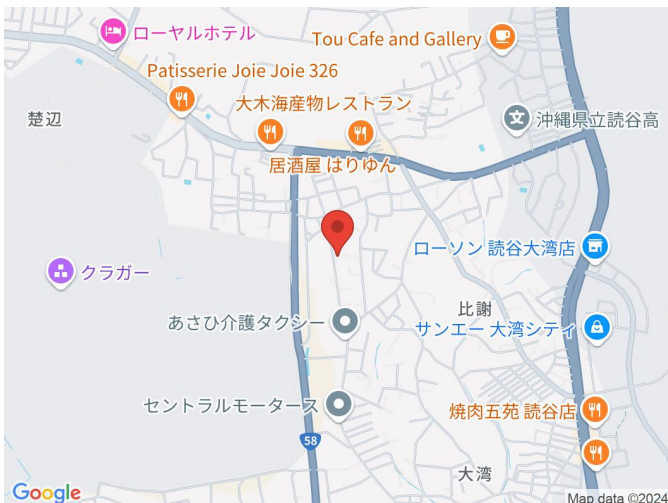 ローヤルホテル
Tou Cafe and Gallery
Patisserie Joie Joie 326
大木海産物レストラン
楚辺
沖縄県立読谷高
居酒屋 はりゆん
ローソン 読谷大湾店
クラガー
比謝
あさひ介護タクシー
サンエー 大湾シティ
セントラルモータース
焼肉五苑 読谷店
58
大湾
Google
Map data ©2024